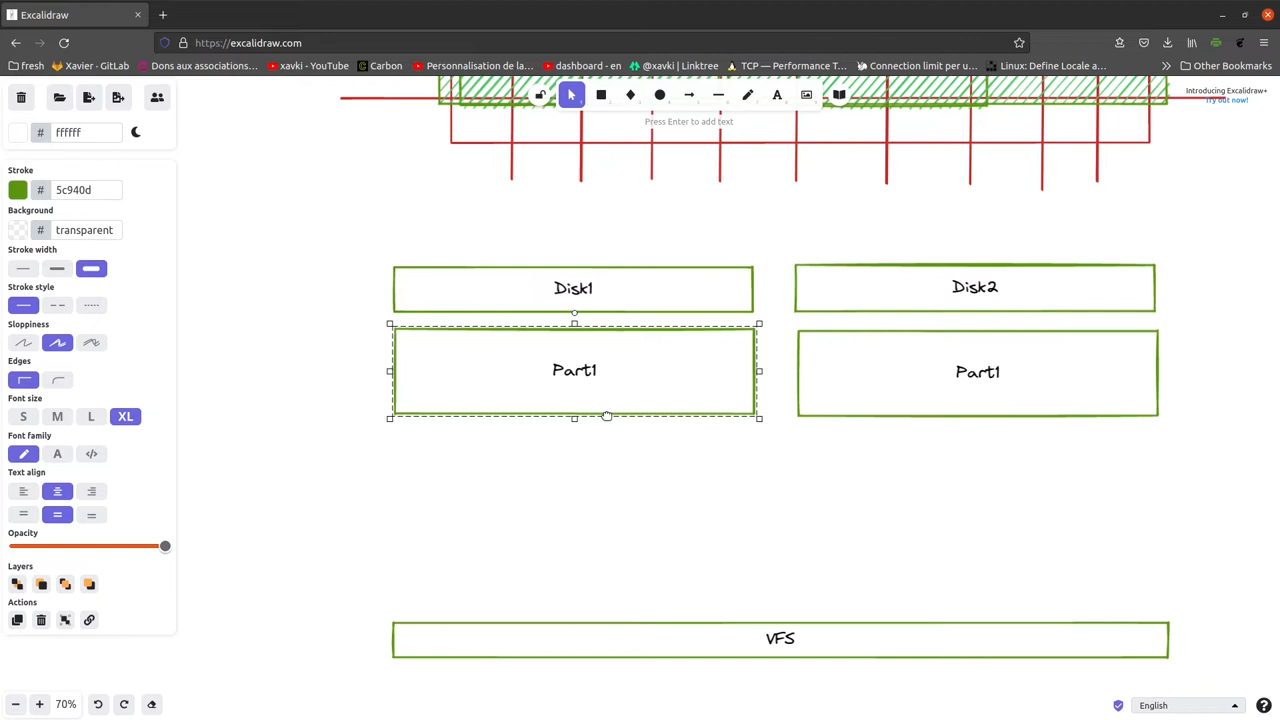 Excalidraw
https://excalidraw.com
fresh
Xavier · GitLab
Dons aux associations...
xavki - YouTube
Carbon
Personnalisation de la...
dashboard - en
@xavki | Linktree
TCP — Performance T...
Connection limit per u...
Linux: Define Locale a...
Other Bookmarks
Introducing Excalidraw+
Try out now!
# ffffff
Press Enter to add text
Stroke
# 5c940d
Background
# transparent
Stroke width
Stroke style
Sloppiness
Edges
Font size
S M L XL
Font family
A
Text align
Opacity
Layers
Actions
Disk1
Disk2
Part1
Part1
VFS
70%
English